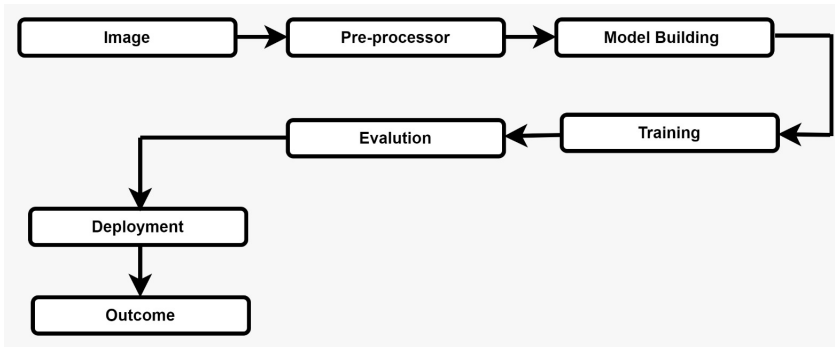 Image
Pre-processor
Model Building
Training
Evalution
Deployment
Outcome